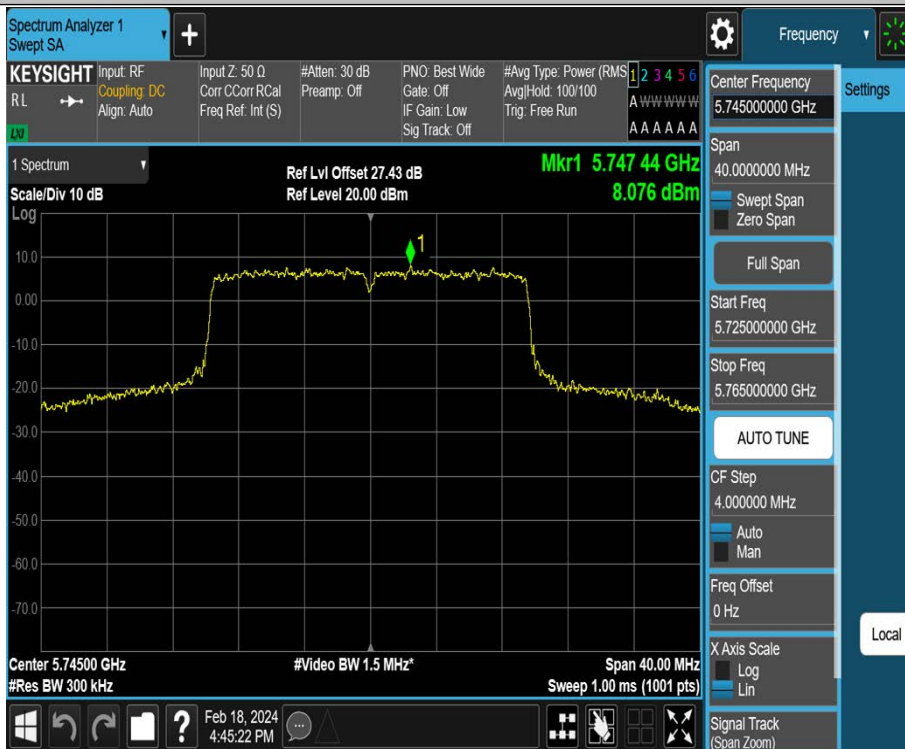 Spectrum Analyzer 1
Swept SA
+
Frequency
KEYSIGHT
RL
LXI
Input: RF
Coupling: DC
Align: Auto
Input Z: 50 Ω
Corr CCorr RCal
Freq Ref: Int (S)
#Atten: 30 dB
Preamp: Off
PNO: Best Wide
Gate: Off
IF Gain: Low
Sig Track: Off
#Avg Type: Power (RMS
Avg|Hold: 100/100
Trig: Free Run
1 2 3 4 5 6
A W W W W W
A A A A A A
1 Spectrum
Scale/Div 10 dB
Ref Lvl Offset 27.43 dB
Ref Level 20.00 dBm
Mkr1 5.747 44 GHz
8.076 dBm
Log
1
10.0
0.00
-10.0
-20.0
-30.0
-40.0
-50.0
-60.0
-70.0
Center 5.74500 GHz
#Res BW 300 kHz
#Video BW 1.5 MHz*
Span 40.00 MHz
Sweep 1.00 ms (1001 pts)
Center Frequency
5.745000000 GHz
Span
40.0000000 MHz
Swept Span
Zero Span
Full Span
Start Freq
5.725000000 GHz
Stop Freq
5.765000000 GHz
AUTO TUNE
CF Step
4.000000 MHz
Auto
Man
Freq Offset
0 Hz
X Axis Scale
Log
Lin
Signal Track
(Span Zoom)
Settings
Local
?
Feb 18, 2024
4:45:22 PM